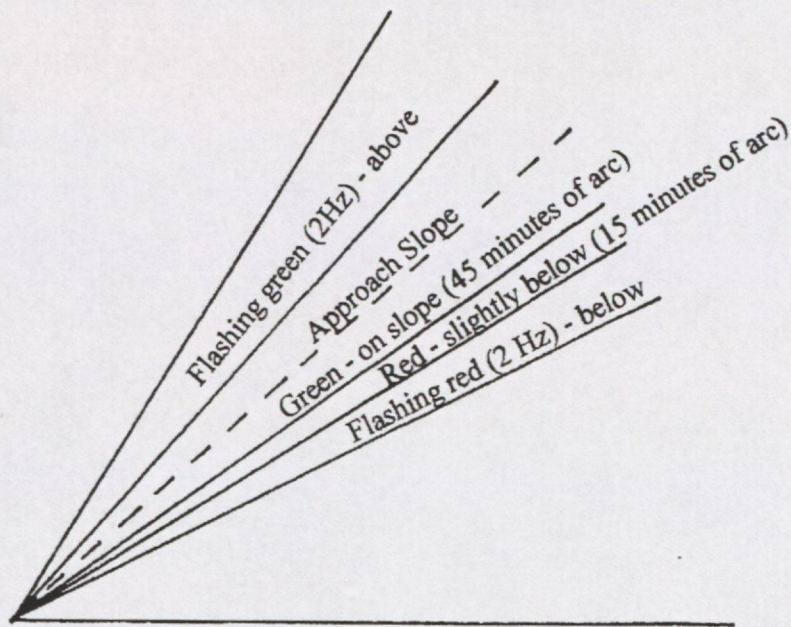 Flashing green (2Hz) - above
Approach Slope
Green - on slope (45 minutes of arc)
Red - slightly below (15 minutes of arc)
Flashing red (2 Hz) - below